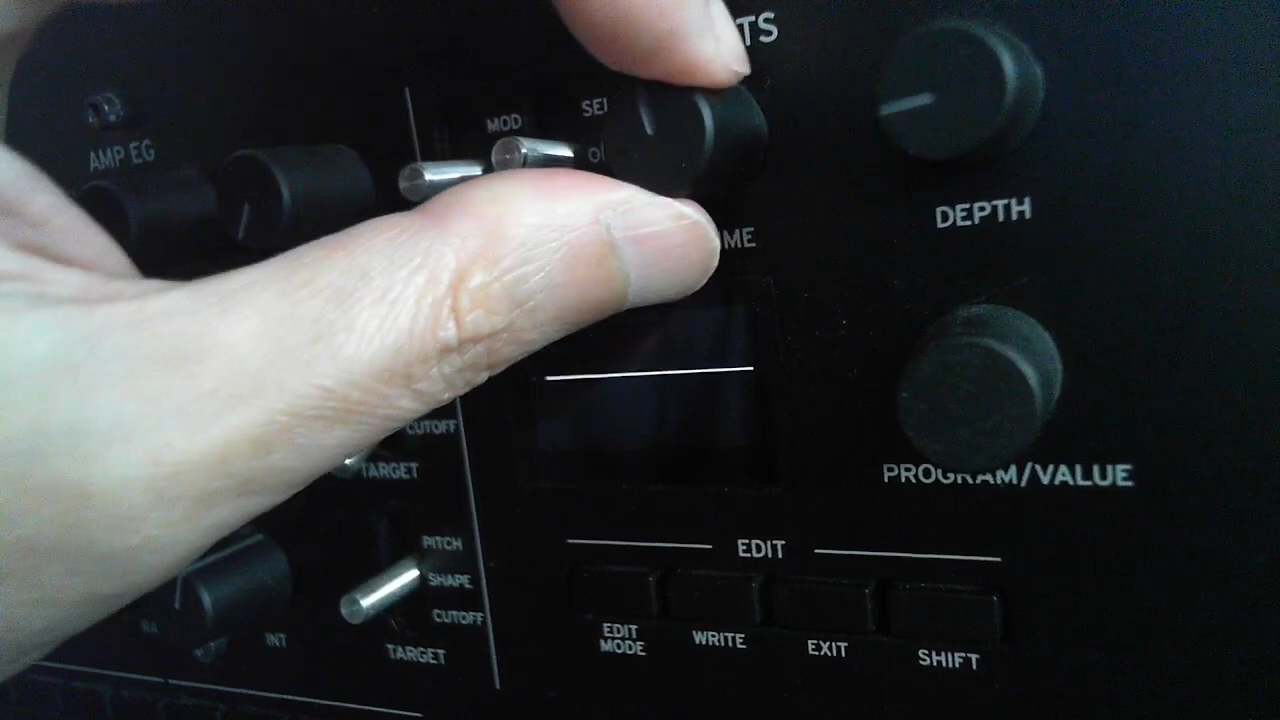 TS
SEI
MOD
AMP EG
DEPTH
ME
CUTOFF
TARGET
PROGRAM/VALUE
PITCH
EDIT
SHAPE
CUTOFF
INT
TARGET
EDIT
MODE
WRITE
EXIT
SHIFT